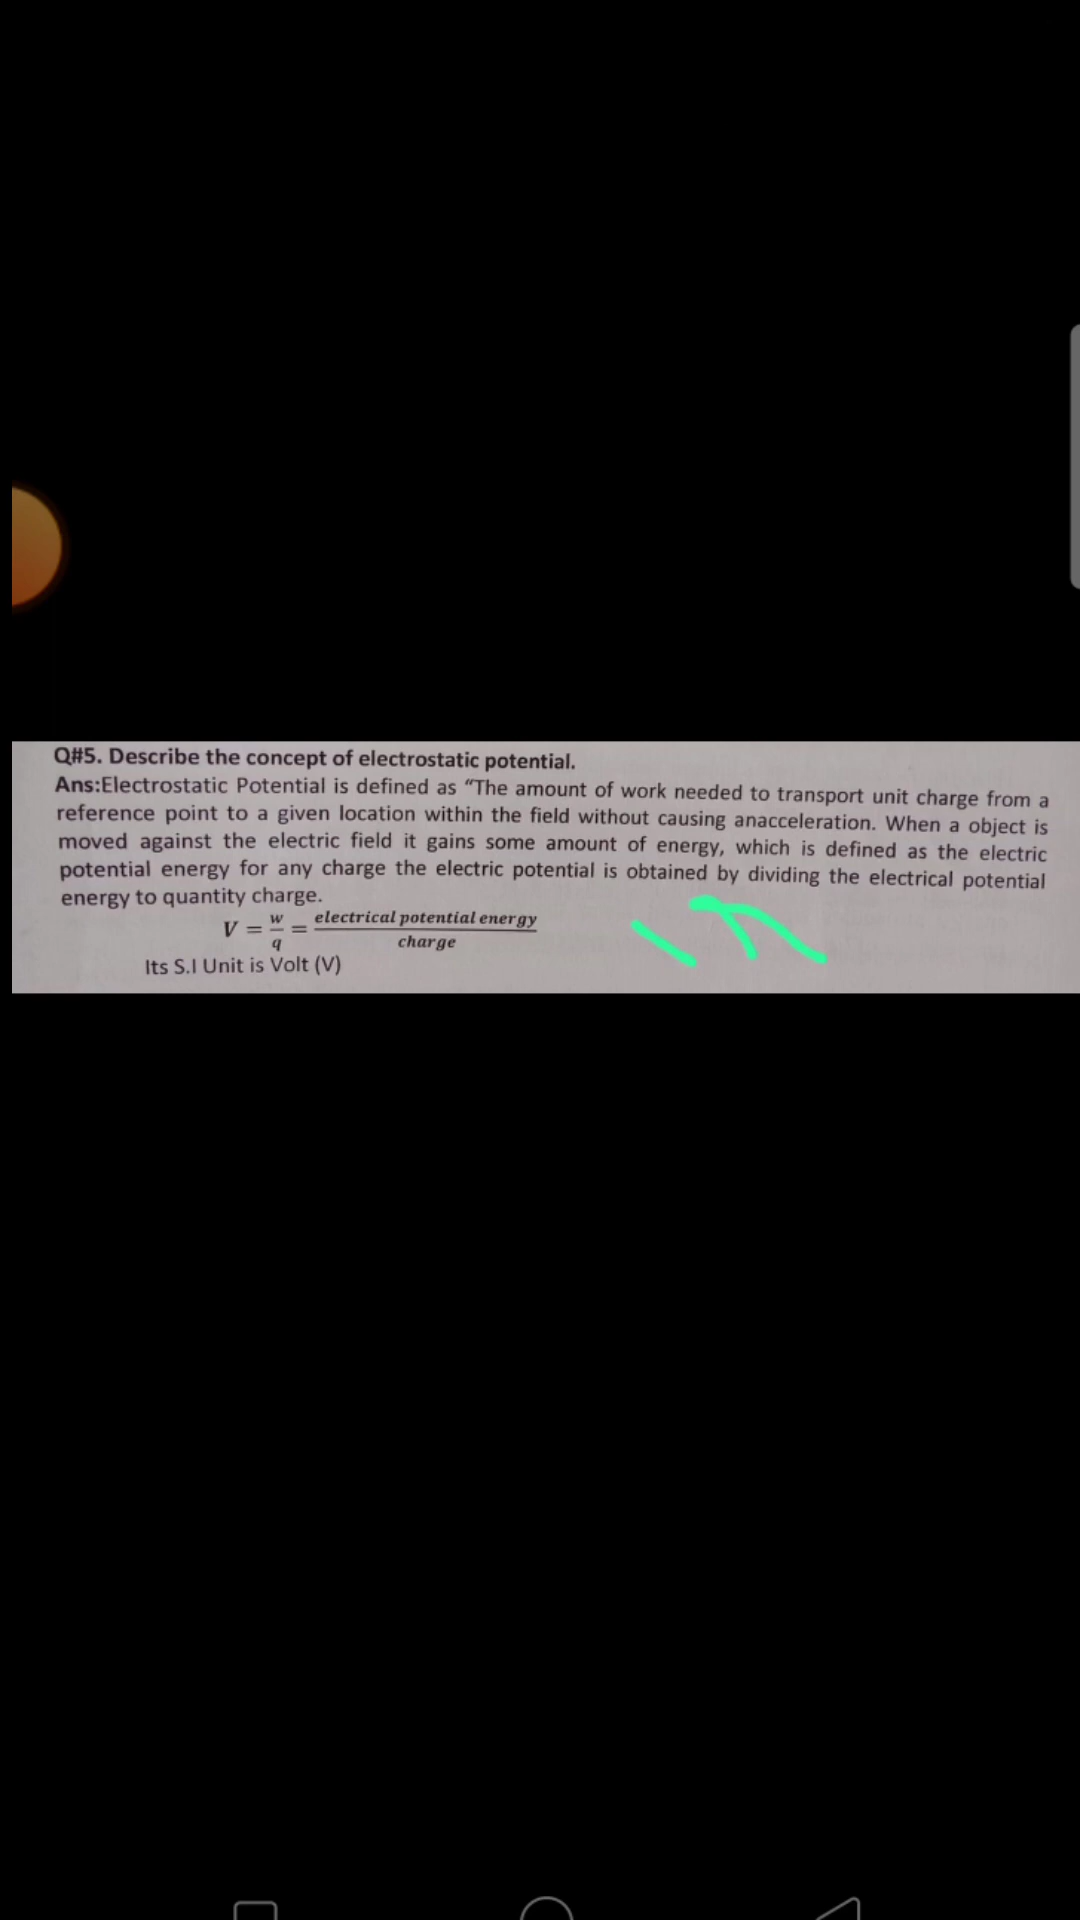 Q#5. Describe the concept of electrostatic potential.
Ans:Electrostatic Potential is defined as “The amount of work needed to transport unit charge from a
reference point to a given location within the field without causing anacceleration. When a object is
moved against the electric field it gains some amount of energy, which is defined as the electric
potential energy for any charge the electric potential is obtained by dividing the electrical potential
energy to quantity charge.
V = w/q = electrical potential energy/charge
Its S.I Unit is Volt (V)